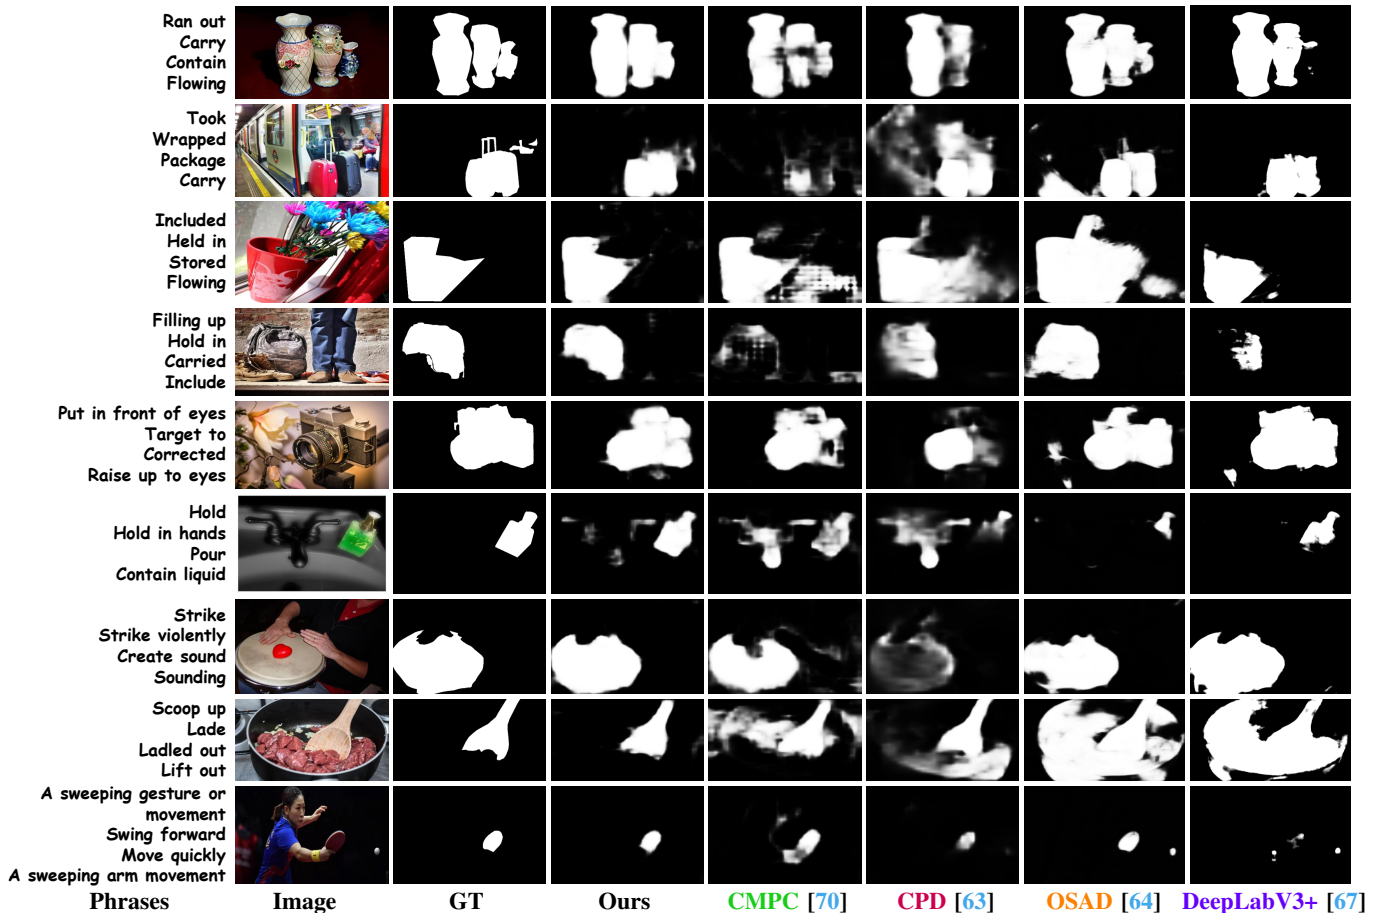 Ran out
Carry
Contain
Flowing
Took
Wrapped
Package
Carry
Included
Held in
Stored
Flowing
Filling up
Hold in
Carried
Include
Put in front of eyes
Target to
Corrected
Raise up to eyes
Hold
Hold in hands
Pour
Contain liquid
Strike
Strike violently
Create sound
Sounding
Scoop up
Lade
Ladled out
Lift out
A sweeping gesture or
movement
Swing forward
Move quickly
A sweeping arm movement
Phrases Image GT Ours CMPC [70] CPD [63] OSAD [64] DeepLabV3+ [67]